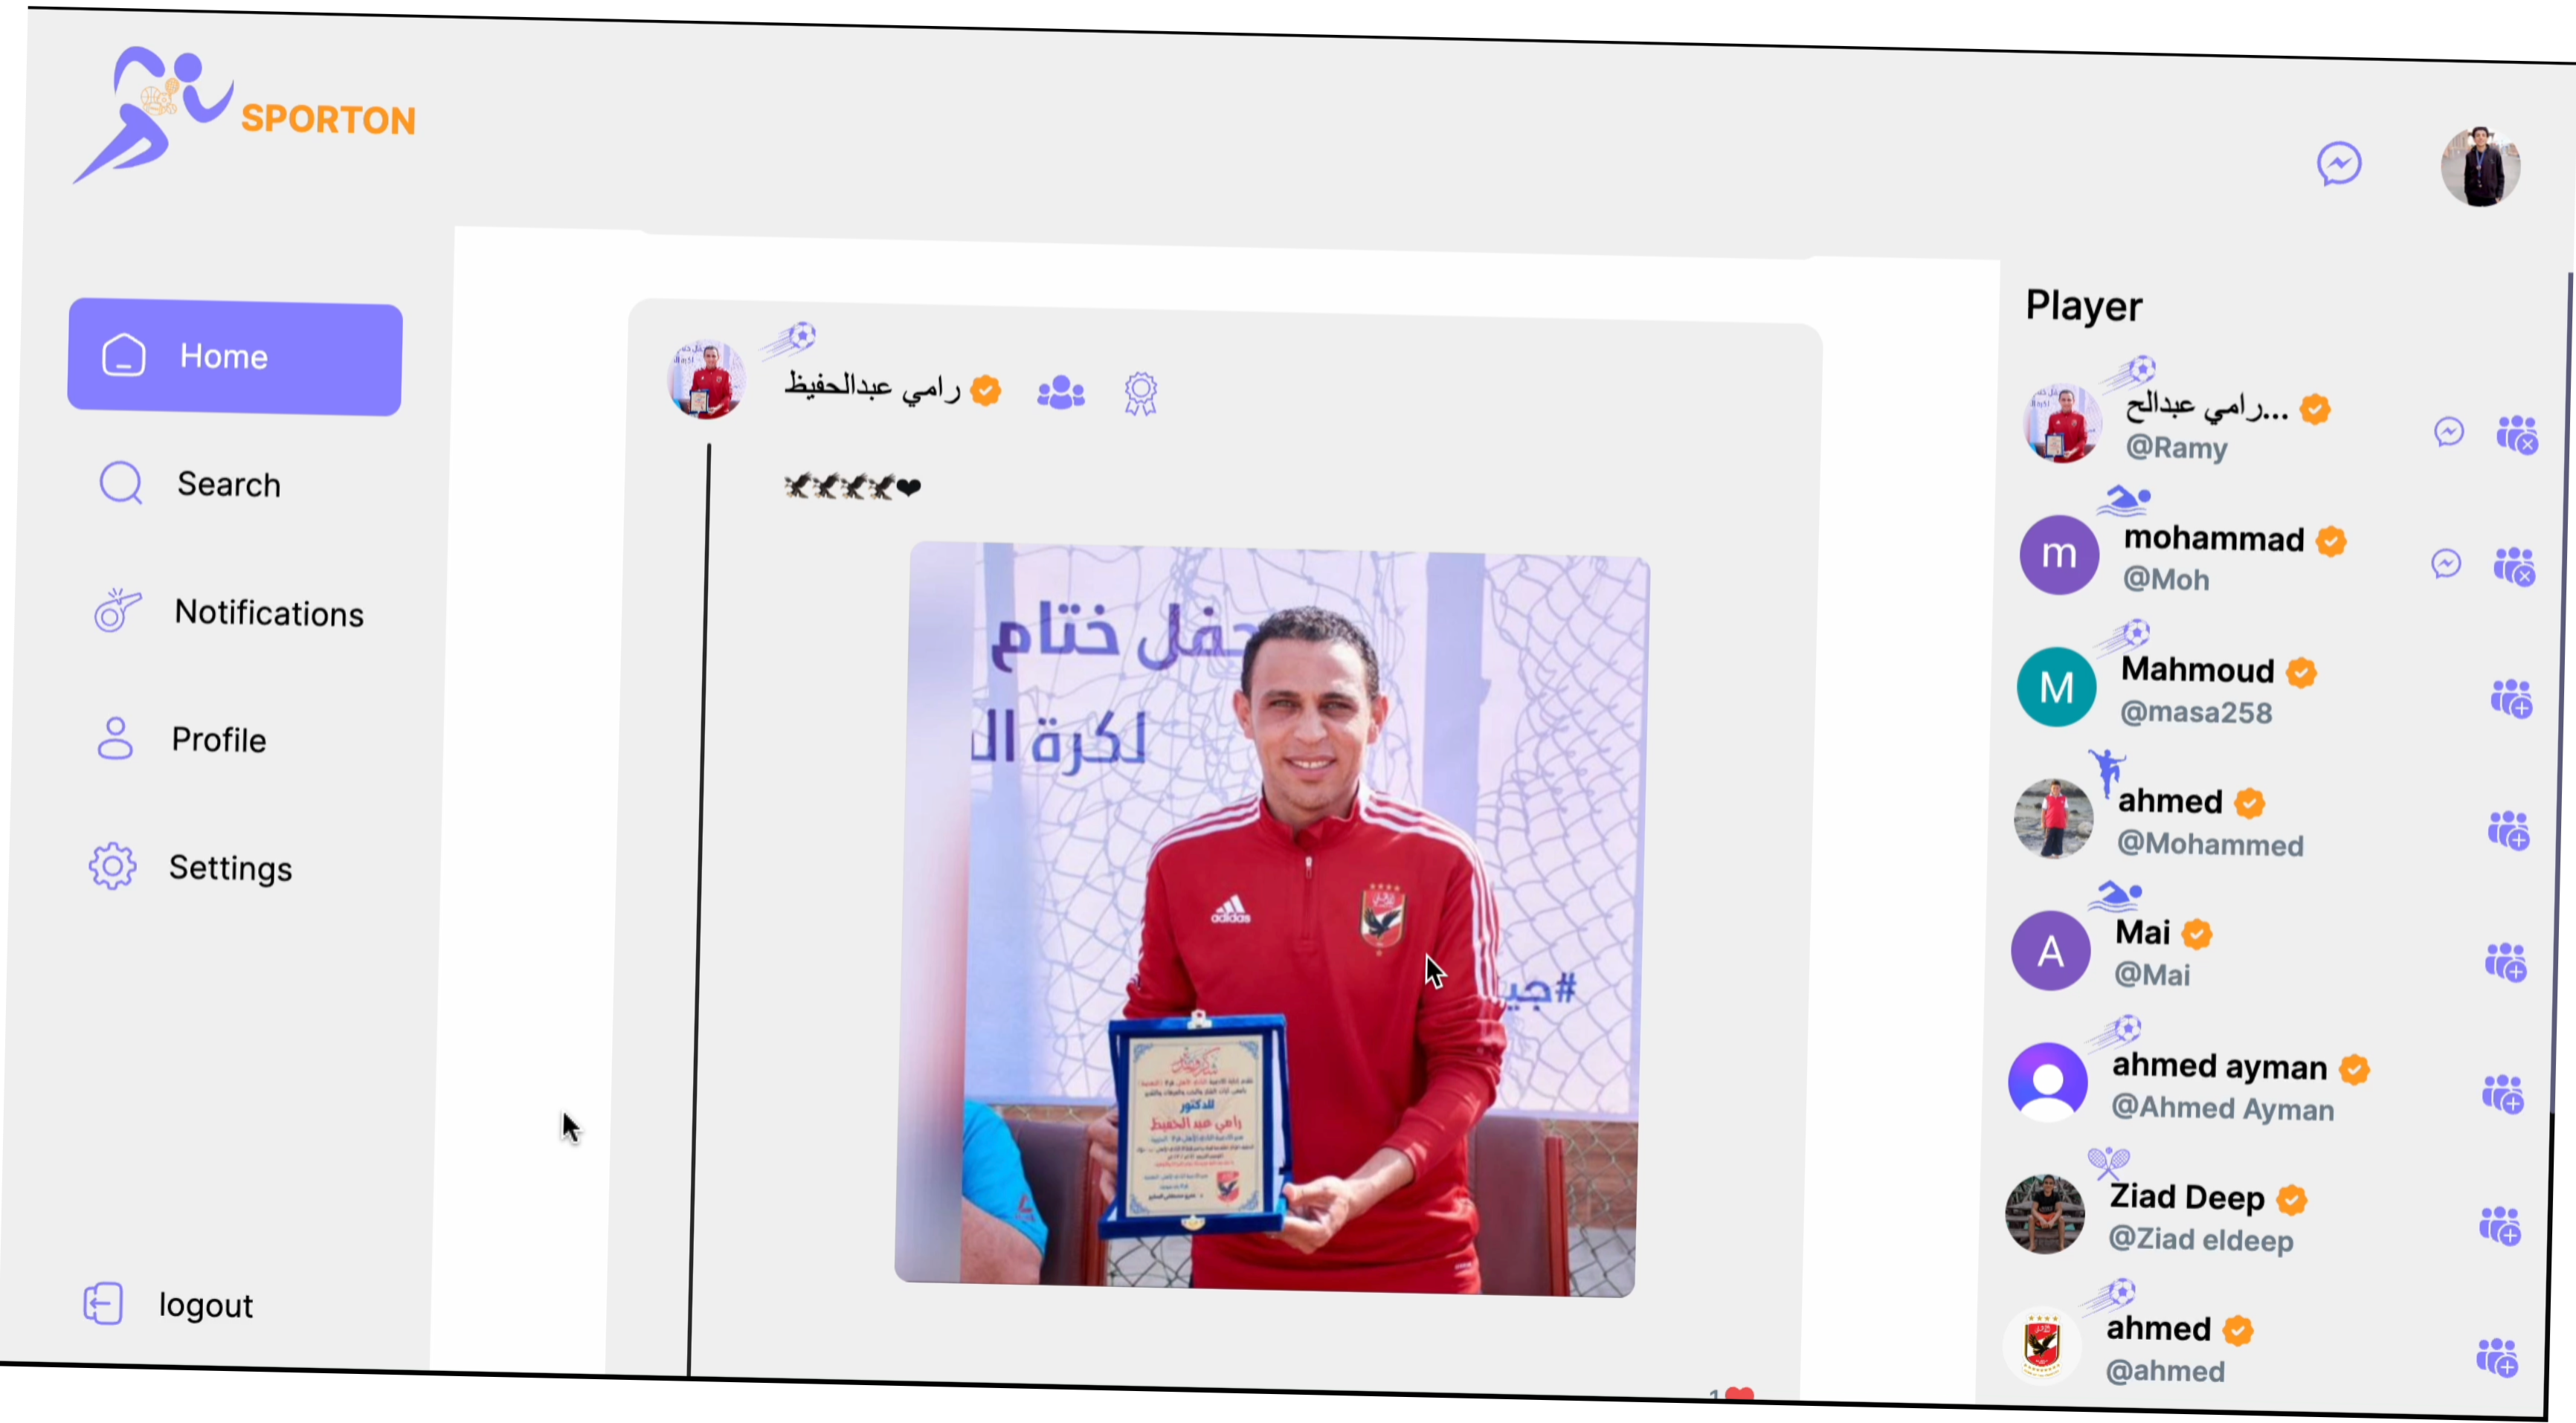 SPORTON
Home
Search
Notifications
Profile
Settings
logout
رامي عبدالحفيظ
🦅🦅🦅🦅❤
حفل ختام
لكرة ال
adidas
#جي
للدكتور
رامي عبد الحفيظ
1
Player
رامي عبدالح...
@Ramy
m
mohammad
@Moh
M
Mahmoud
@masa258
ahmed
@Mohammed
A
Mai
@Mai
ahmed ayman
@Ahmed Ayman
Ziad Deep
@Ziad eldeep
ahmed
@ahmed